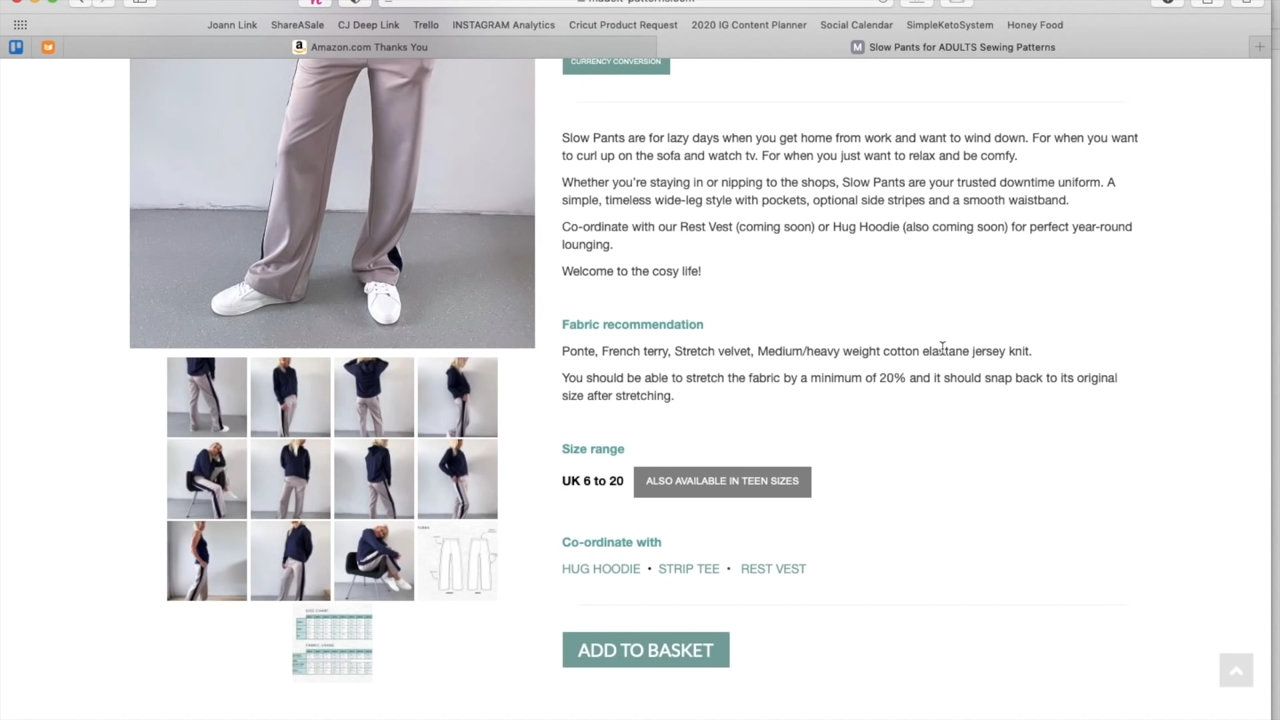 Joann Link ShareASale CJ Deep Link Trello INSTAGRAM Analytics Cricut Product Request 2020 IG Content Planner Social Calendar SimpleKetoSystem Honey Food
Amazon.com Thanks You
Slow Pants for ADULTS Sewing Patterns
CURRENCY CONVERSION
Slow Pants are for lazy days when you get home from work and want to wind down. For when you want
to curl up on the sofa and watch tv. For when you just want to relax and be comfy.
Whether you're staying in or nipping to the shops, Slow Pants are your trusted downtime uniform. A
simple, timeless wide-leg style with pockets, optional side stripes and a smooth waistband.
Co-ordinate with our Rest Vest (coming soon) or Hug Hoodie (also coming soon) for perfect year-round
lounging.
Welcome to the cosy life!
Fabric recommendation
Ponte, French terry, Stretch velvet, Medium/heavy weight cotton elastane jersey knit.
You should be able to stretch the fabric by a minimum of 20% and it should snap back to its original
size after stretching.
Size range
UK 6 to 20 ALSO AVAILABLE IN TEEN SIZES
Co-ordinate with
HUG HOODIE • STRIP TEE • REST VEST
SIZE CHART
ADD TO BASKET